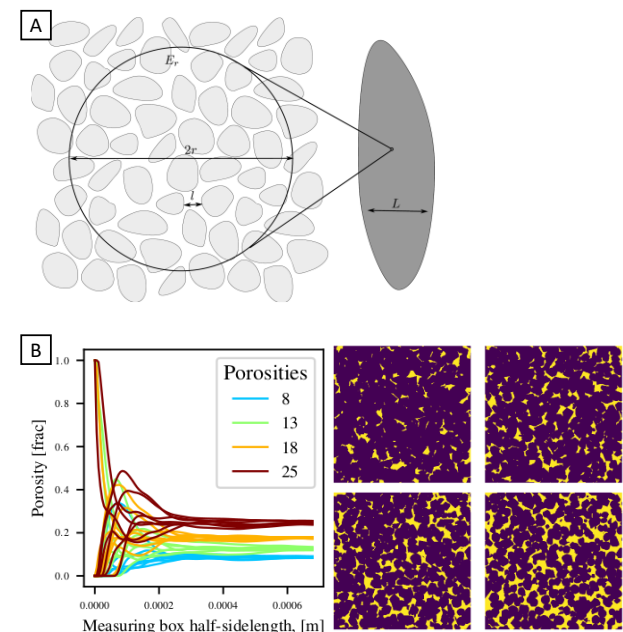 A
E_r
2r
l
L
B
Porosity [frac]
1.0
0.8
0.6
0.4
0.2
0.0
Porosities
8
13
18
25
0.0000 0.0002 0.0004 0.0006
Measuring box half-sidelength, [m]